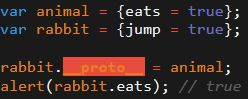 var animal = {eats = true};
var rabbit = {jump = true};
rabbit.__proto__ = animal;
alert(rabbit.eats); // true